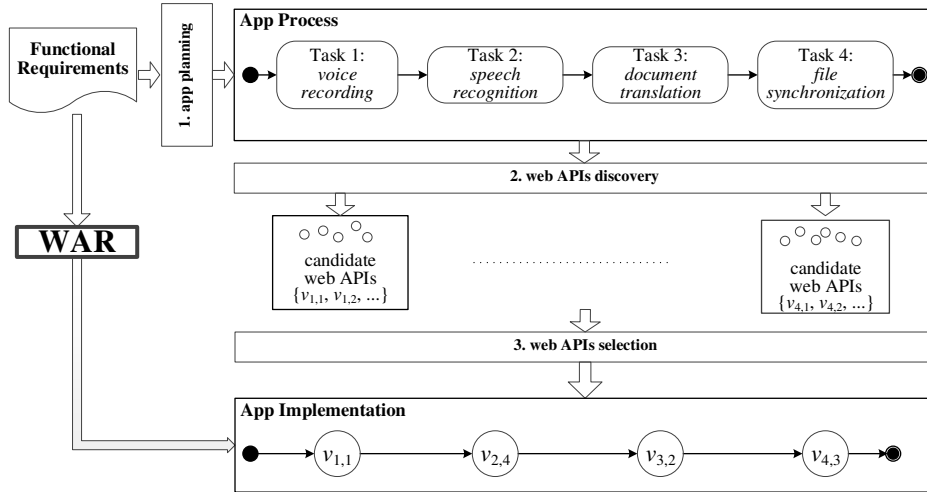 App Process
Functional
Requirements
1. app planning
Task 1:
voice
recording
Task 2:
speech
recognition
Task 3:
document
translation
Task 4:
file
synchronization
2. web APIs discovery
WAR
candidate
web APIs
{v1,1, v1,2, ...}
candidate
web APIs
{v4,1, v4,2, ...}
3. web APIs selection
App Implementation
v1,1
v2,4
v3,2
v4,3